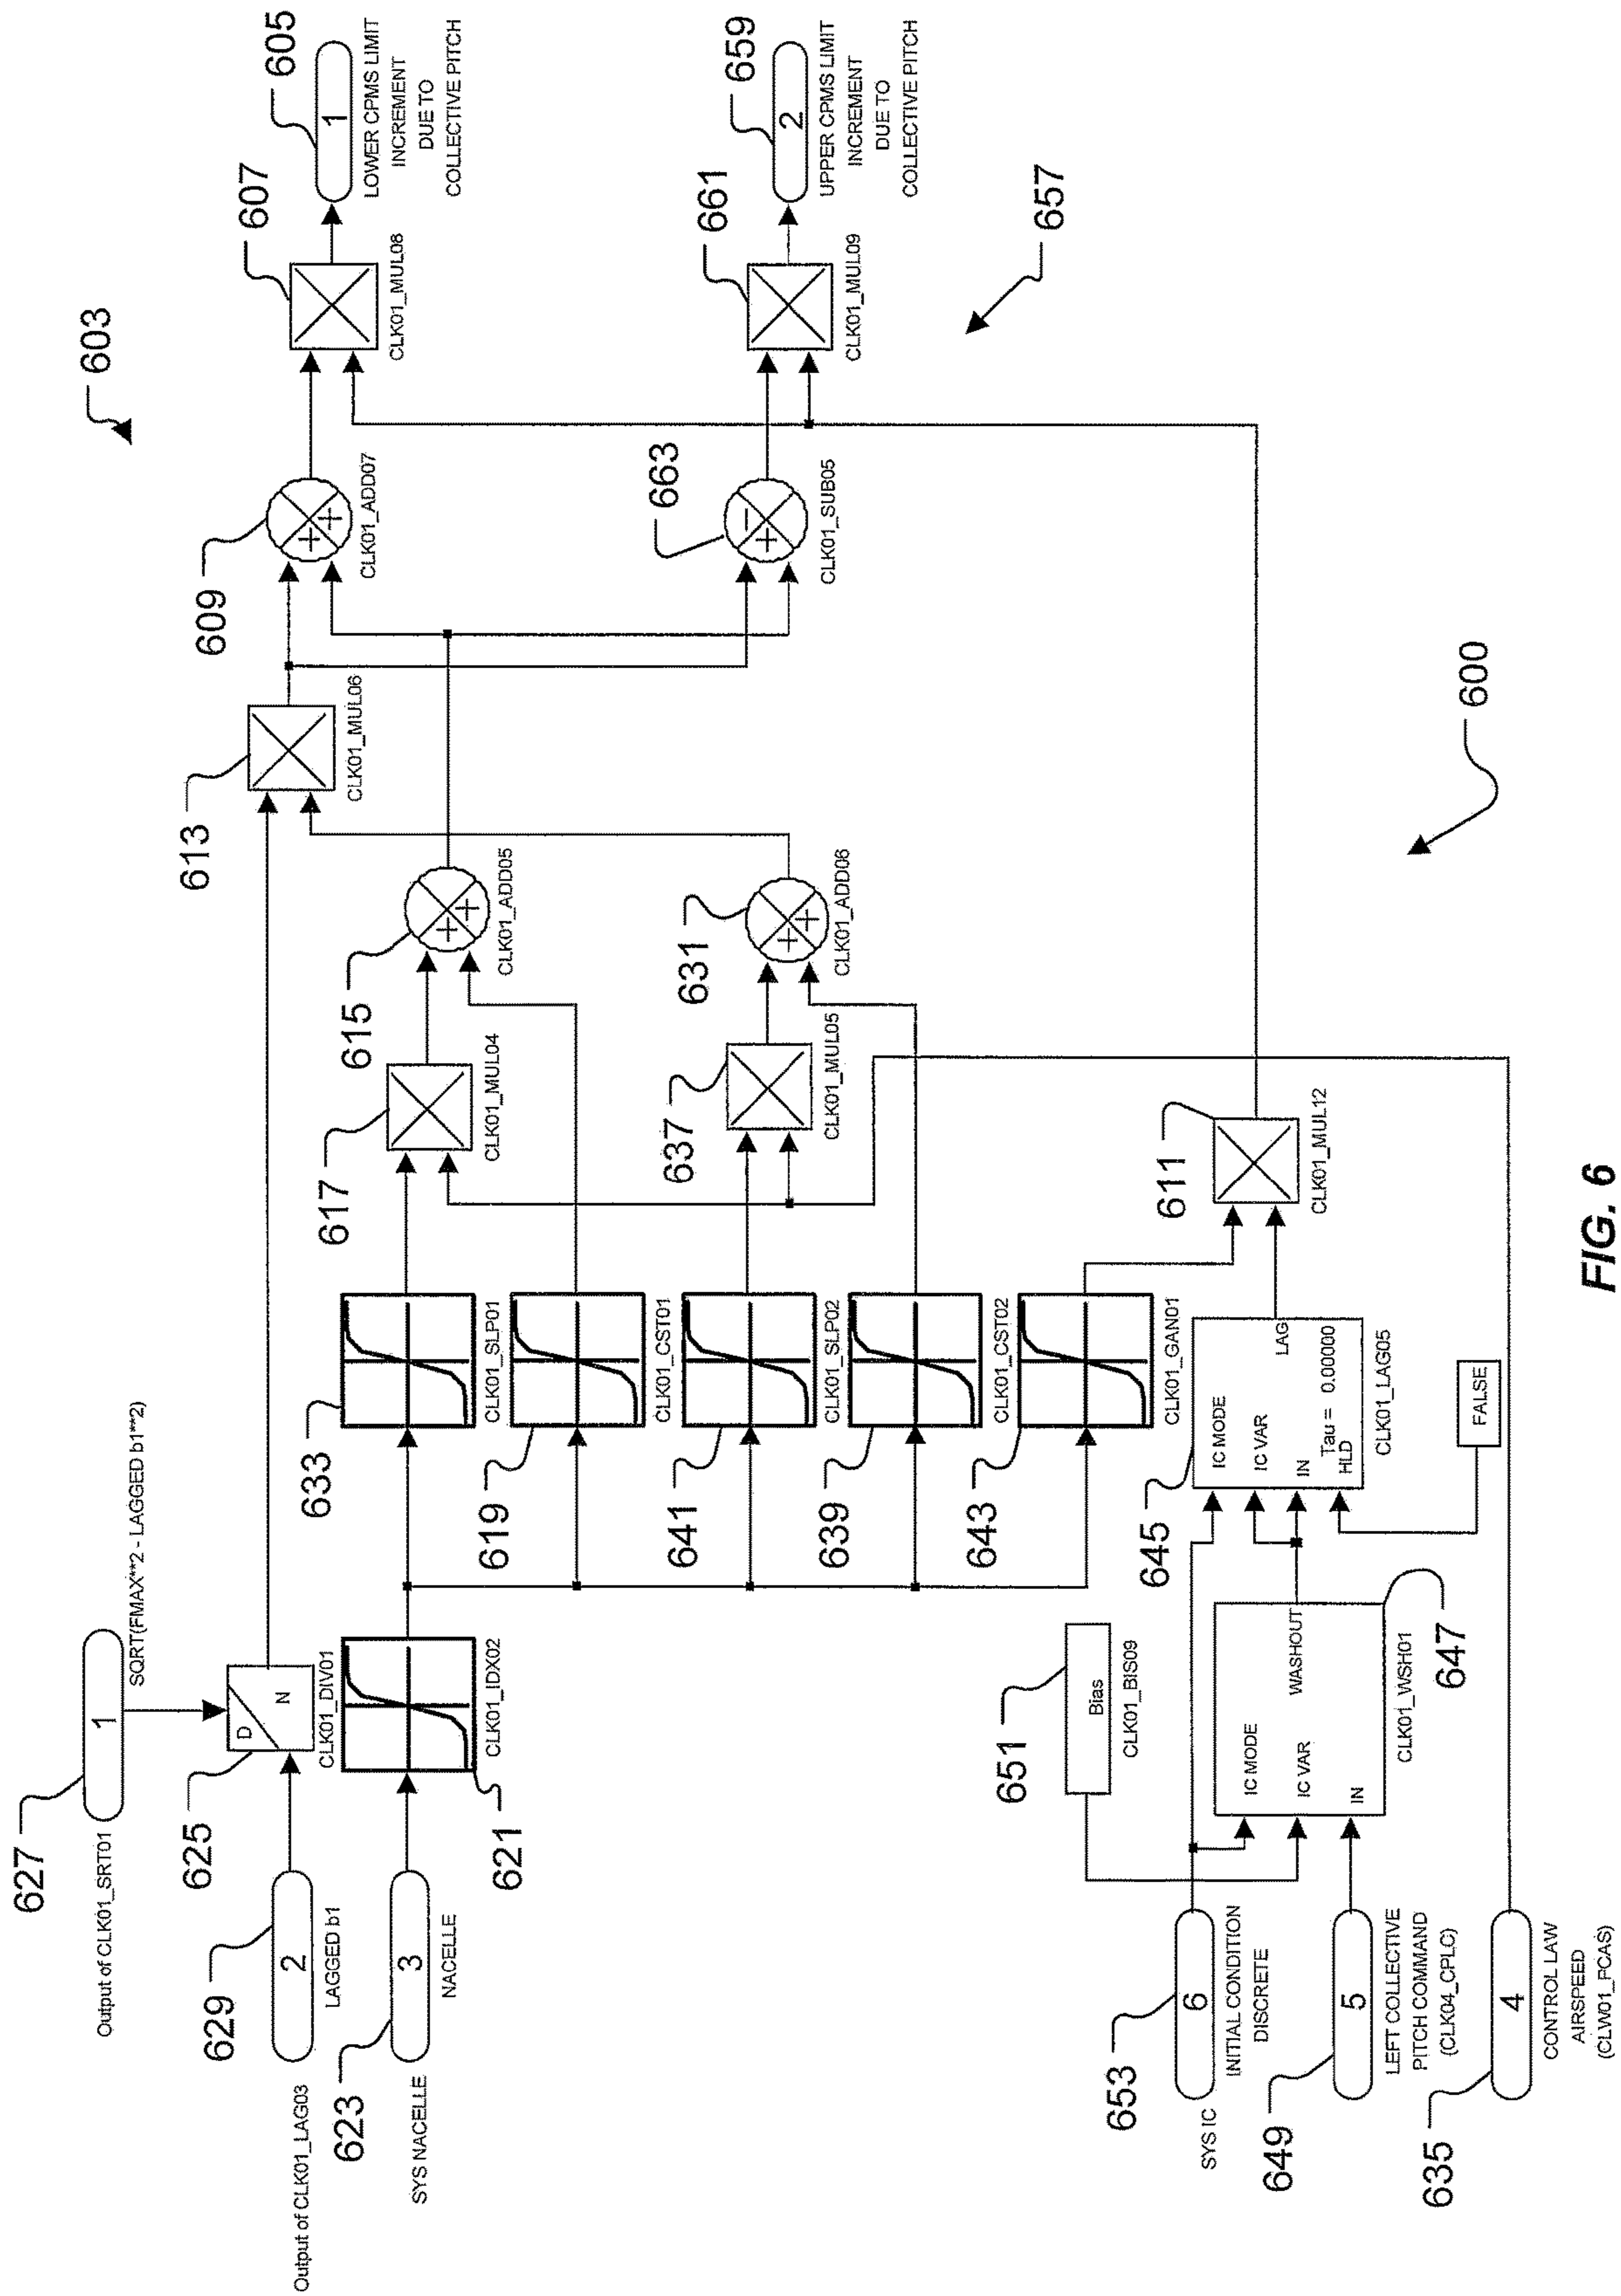 603
607
605
1
LOWER CPMS LIMIT
INCREMENT
DUE TO
COLLECTIVE PITCH
CLK01_MUL08
609
CLK01_ADD07
613
CLK01_MUL06
661
659
2
UPPER CPMS LIMIT
INCREMENT
DUE TO
COLLECTIVE PITCH
CLK01_MUL09
657
663
CLK01_SUB05
627
1
Output of CLK01_SRT01
SQRT(FMAX**2 - LAGGED b1**2)
625
D
N
CLK01_DIV01
629
2
LAGGED b1
Output of CLK01_LAG03
623
3
NACELLE
SYS NACELLE
621
CLK01_IDX02
633
CLK01_SLP01
619
CLK01_CST01
641
CLK01_SLP02
639
CLK01_CST02
643
CLK01_GAN01
617
CLK01_MUL04
615
CLK01_ADD05
637
CLK01_MUL05
631
CLK01_ADD06
611
CLK01_MUL12
600
651
Bias
CLK01_BIS09
645
IC MODE
IC VAR
IN
HLD
Tau = 0.00000
LAG
CLK01_LAG05
FALSE
647
IC MODE
IC VAR
IN
WASHOUT
CLK01_WSH01
653
6
SYS IC
INITIAL CONDITION
DISCRETE
649
5
LEFT COLLECTIVE
PITCH COMMAND
(CLK04_CPLC)
635
4
CONTROL LAW
AIRSPEED
(CLW01_PCAS)
FIG. 6